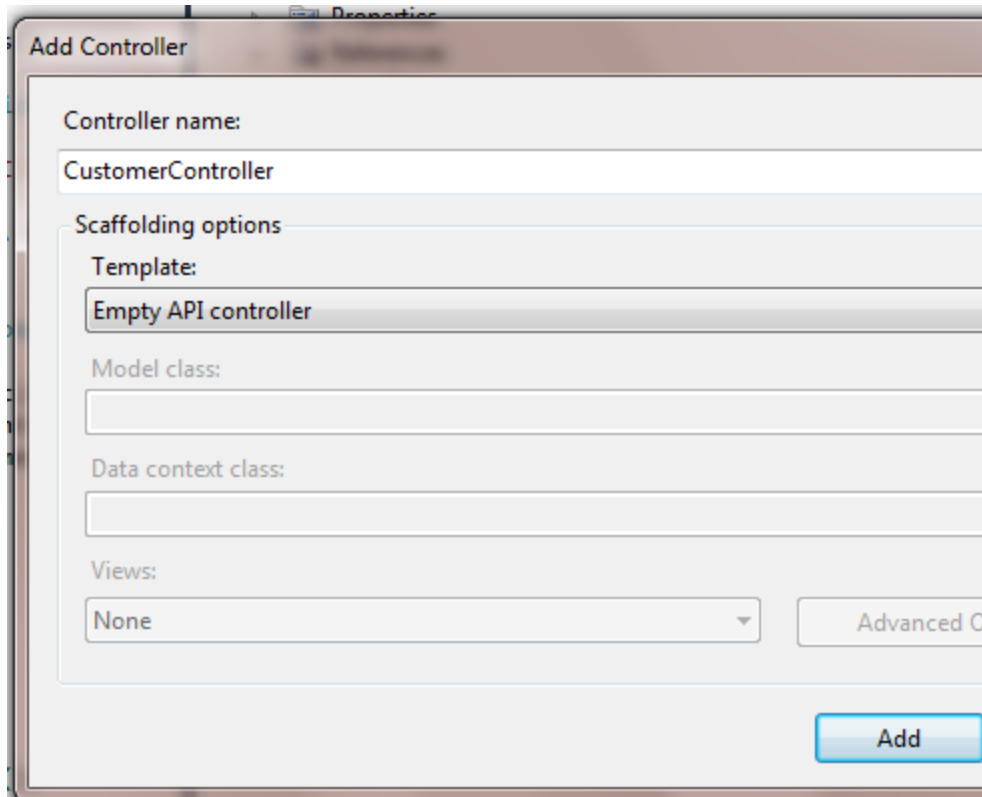 Properties
References
Add Controller
Controller name:
CustomerController
Scaffolding options
Template:
Empty API controller
Model class:
Data context class:
Views:
None
Advanced O
Add